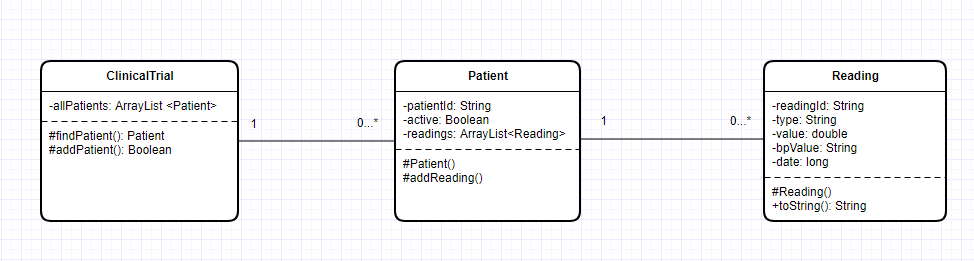 ClinicalTrial
-allPatients: ArrayList <Patient>
#findPatient(): Patient
#addPatient(): Boolean
1
0...*
Patient
-patientId: String
-active: Boolean
-readings: ArrayList<Reading>
#Patient()
#addReading()
1
0...*
Reading
-readingId: String
-type: String
-value: double
-bpValue: String
-date: long
#Reading()
+toString(): String